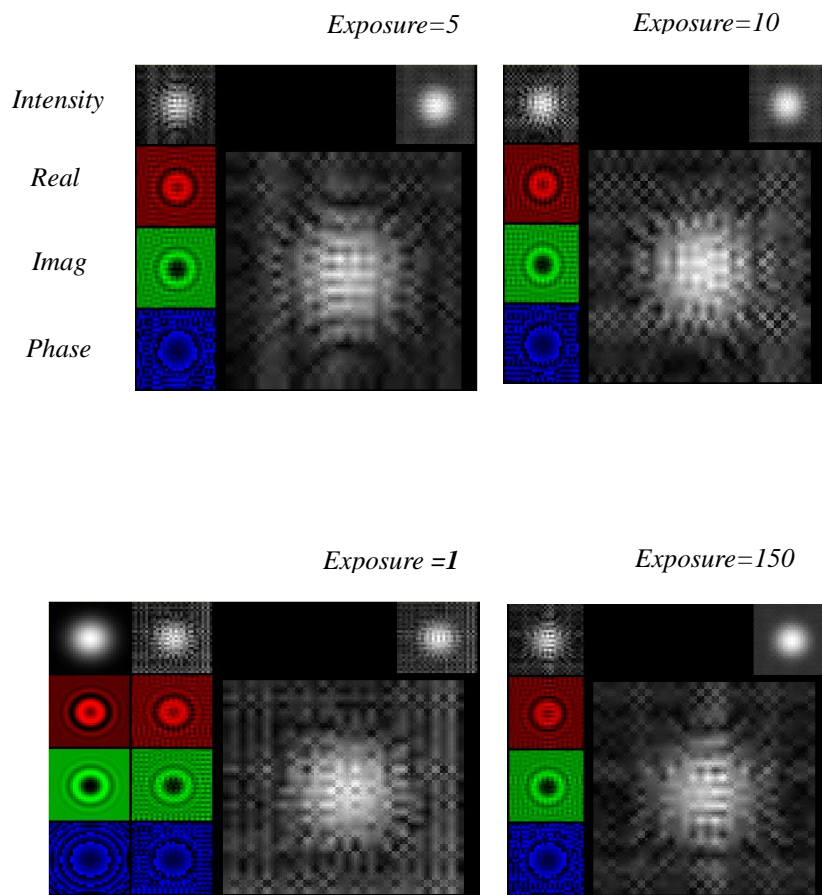 Exposure=5
Exposure=10
Intensity
Real
Imag
Phase
Exposure =1
Exposure=150